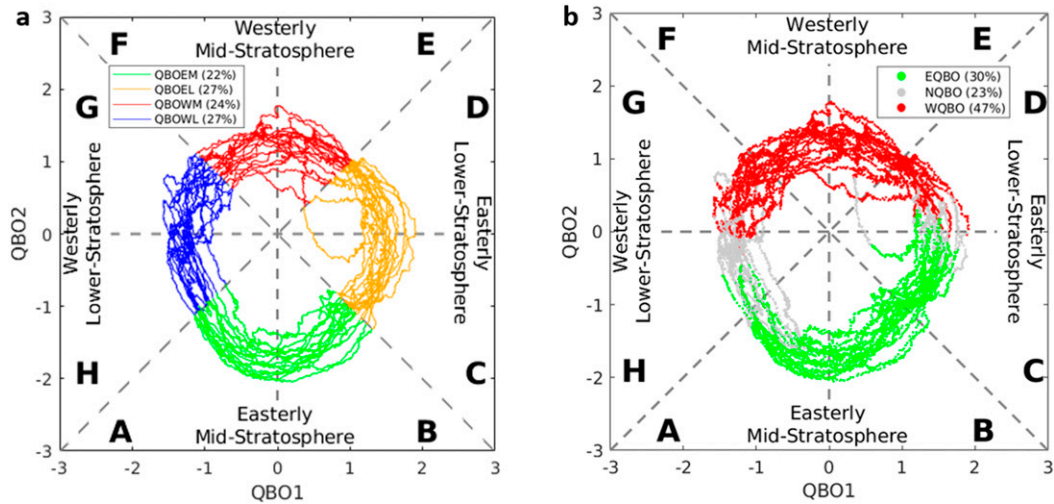 a
3
2
1
0
-1
-2
-3
-3
-2
-1
0
1
2
3
QBO1
QBO2
Westerly
Mid-Stratosphere
Easterly
Lower-Stratosphere
Easterly
Mid-Stratosphere
Westerly
Lower-Stratosphere
F
E
G
D
H
C
A
B
QBOEM (22%)
QBOEL (27%)
QBOWM (24%)
QBOWL (27%)
b
3
2
1
0
-1
-2
-3
-3
-2
-1
0
1
2
3
QBO1
QBO2
Westerly
Mid-Stratosphere
Easterly
Lower-Stratosphere
Easterly
Mid-Stratosphere
Westerly
Lower-Stratosphere
F
E
G
D
H
C
A
B
EQBO (30%)
NQBO (23%)
WQBO (47%)